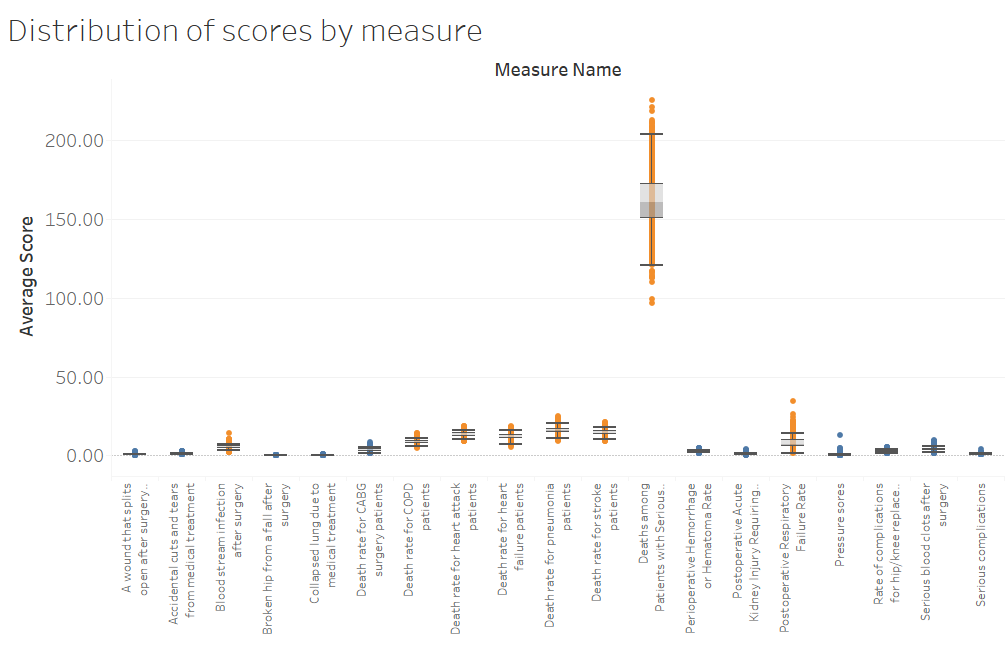 Distribution of scores by measure
Measure Name
Average Score
200.00
150.00
100.00
50.00
0.00
A wound that splits
open after surgery..
Accidental cuts and tears
from medical treatment
Blood stream infection
after surgery
Broken hip from a fall after
surgery
Collapsed lung due to
medical treatment
Death rate for CABG
surgery patients
Death rate for COPD
patients
Death rate for heart attack
patients
Death rate for heart
failure patients
Death rate for pneumonia
patients
Death rate for stroke
patients
Deaths among
Patients with Serious..
Perioperative Hemorrhage
or Hematoma Rate
Postoperative Acute
Kidney Injury Requiring..
Postoperative Respiratory
Failure Rate
Pressure sores
Rate of complications
for hip/knee replace..
Serious blood clots after
surgery
Serious complications